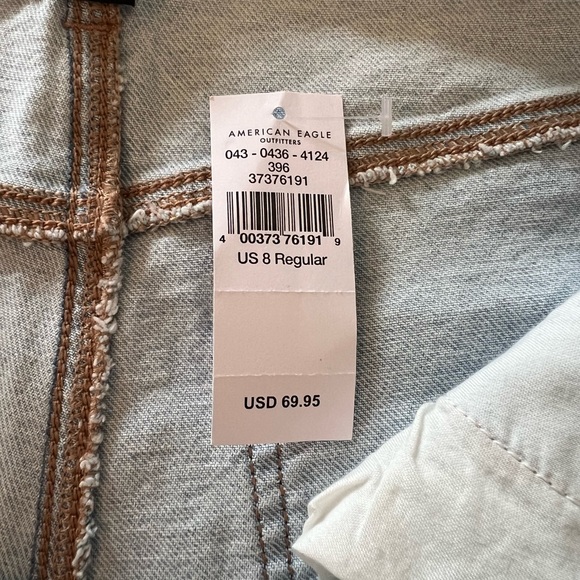 AMERICAN EAGLE
OUTFITTERS
043 - 0436 - 4124
396
37376191
4 00373 76191 9
US 8 Regular
USD 69.95